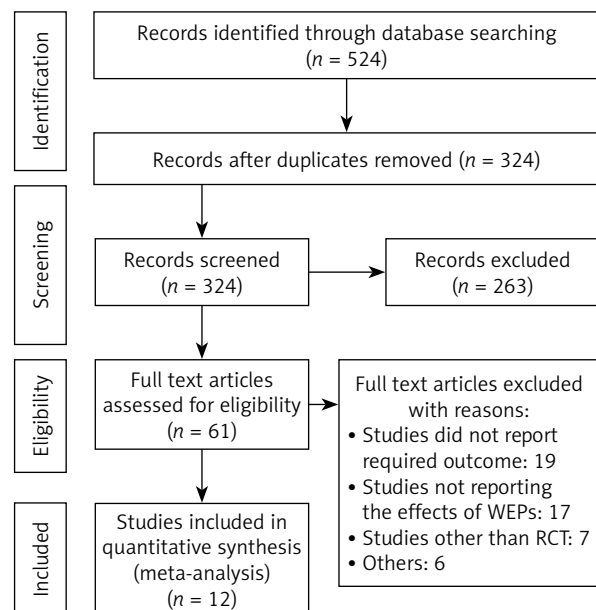 Identification
Records identified through database searching
(n = 524)
Records after duplicates removed (n = 324)
Screening
Records screened
(n = 324)
Records excluded
(n = 263)
Eligibility
Full text articles
assessed for eligibility
(n = 61)
Full text articles excluded
with reasons:
• Studies did not report
required outcome: 19
• Studies not reporting
the effects of WEPs: 17
• Studies other than RCT: 7
• Others: 6
Included
Studies included in
quantitative synthesis
(meta-analysis)
(n = 12)